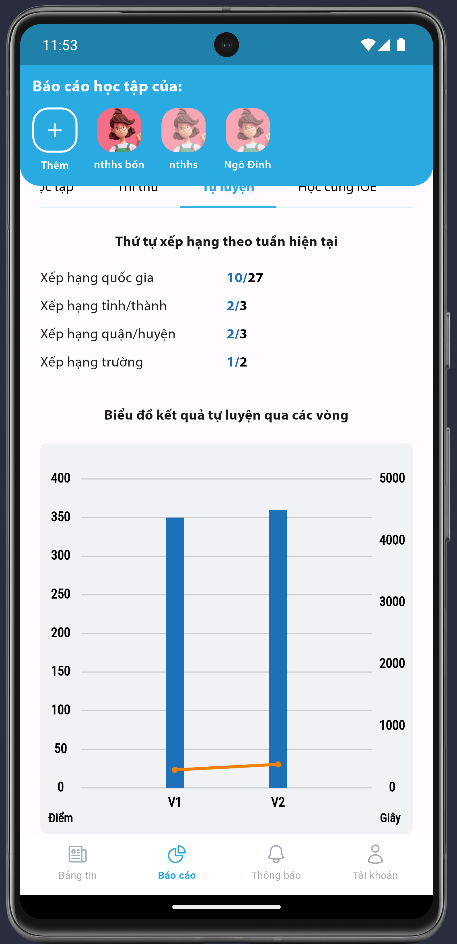 11:53
Báo cáo học tập của:
Thêm nthhs bốn nthhs Ngô Đình
ọc tập Thi thử Tự luyện Học cùng IOE
Thứ tự xếp hạng theo tuần hiện tại
Xếp hạng quốc gia 10/27
Xếp hạng tỉnh/thành 2/3
Xếp hạng quận/huyện 2/3
Xếp hạng trường 1/2
Biểu đồ kết quả tự luyện qua các vòng
400 5000
350
300 4000
250 3000
200
150 2000
100 1000
50
0 0
V1 V2
Điểm Giây
Bảng tin Báo cáo Thông báo Tài khoản